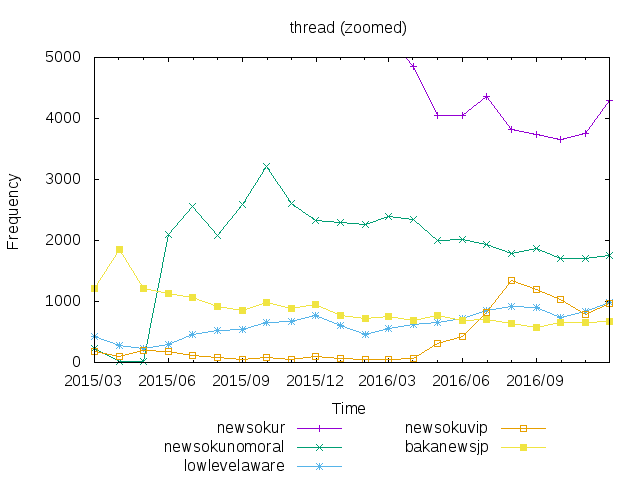 thread (zoomed)
5000
4000
3000
2000
1000
0
Frequency
2015/03 2015/06 2015/09 2015/12 2016/03 2016/06 2016/09
Time
newsokur newsokuvip
newsokunomoral bakanewsjp
lowlevelaware